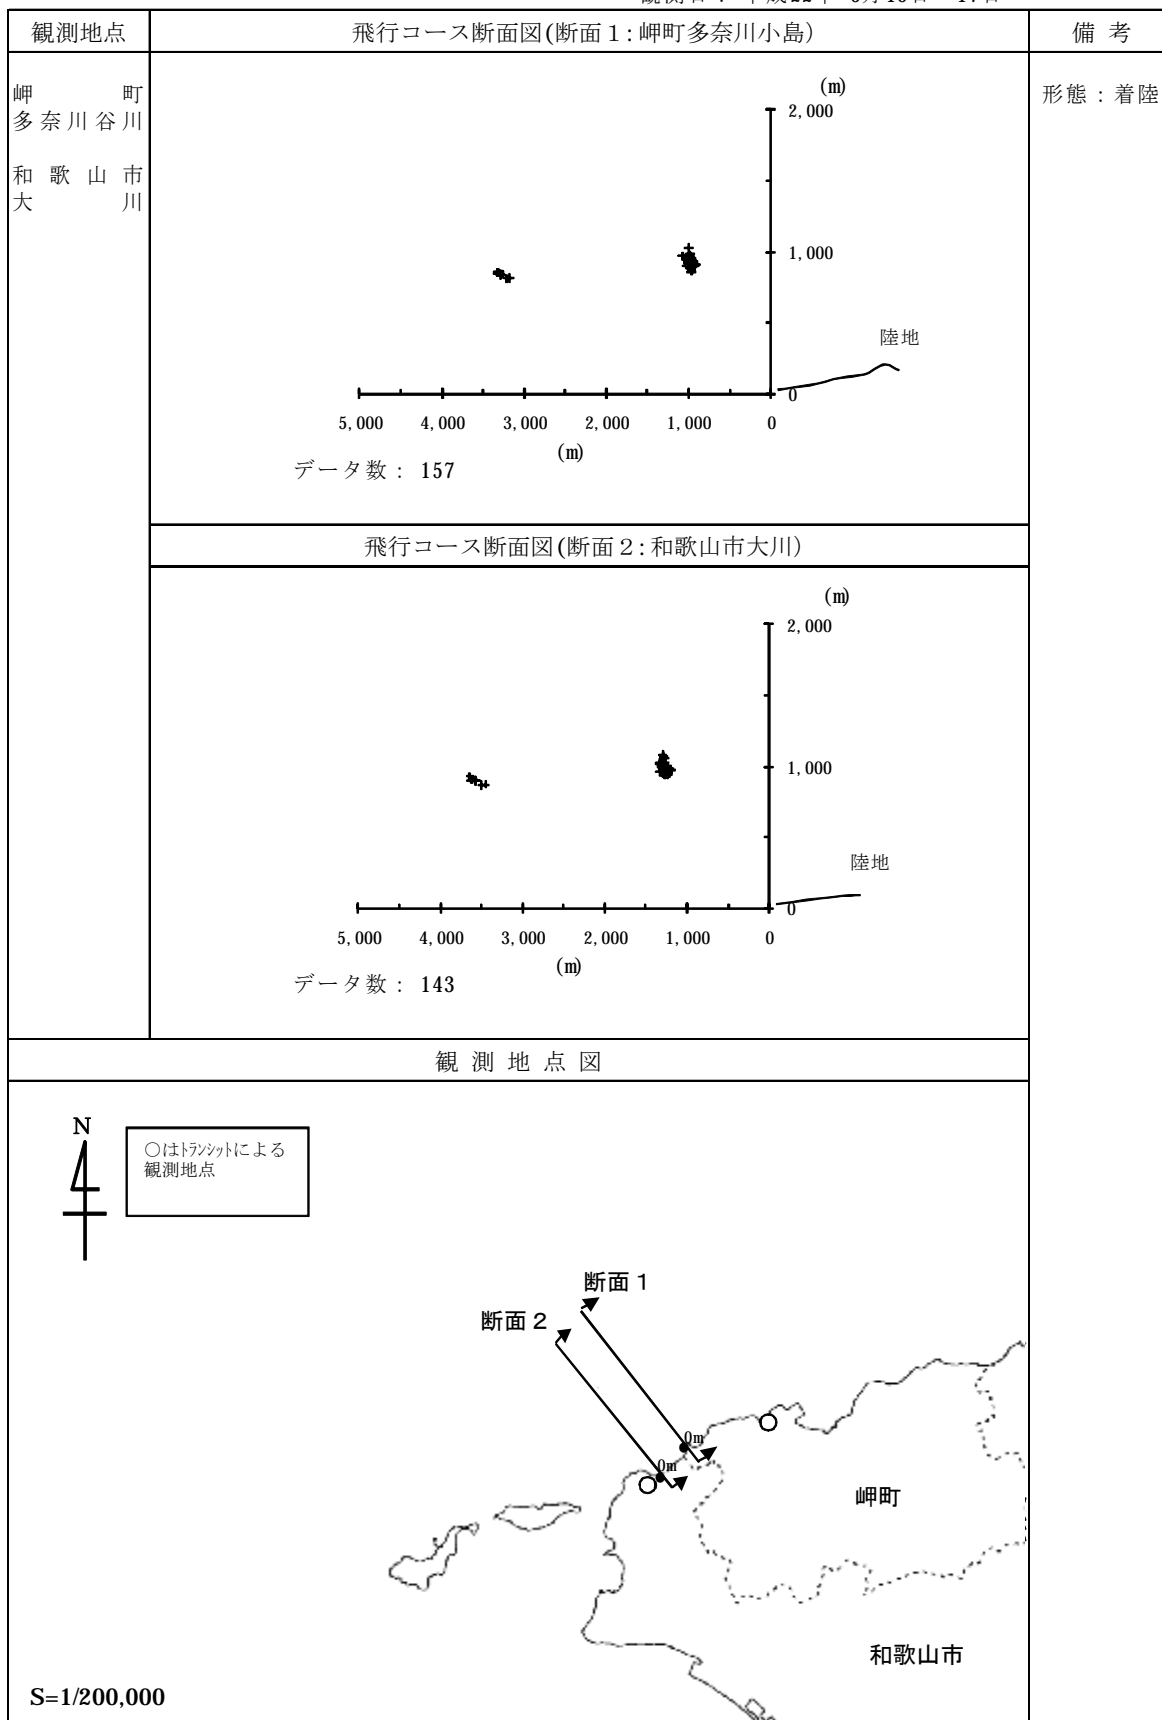 観測地点
飛行コース断面図(断面１:岬町多奈川小島)
備 考
岬 町
多奈川谷川
和歌山市
大 川
形態：着陸
(m)
2,000
1,000
0
陸地
5,000 4,000 3,000 2,000 1,000 0
(m)
データ数： 157
飛行コース断面図(断面２:和歌山市大川)
(m)
2,000
1,000
0
陸地
5,000 4,000 3,000 2,000 1,000 0
(m)
データ数： 143
観 測 地 点 図
N
○はトランシットによる
観測地点
断面１
断面２
0m
0m
岬町
和歌山市
S=1/200,000